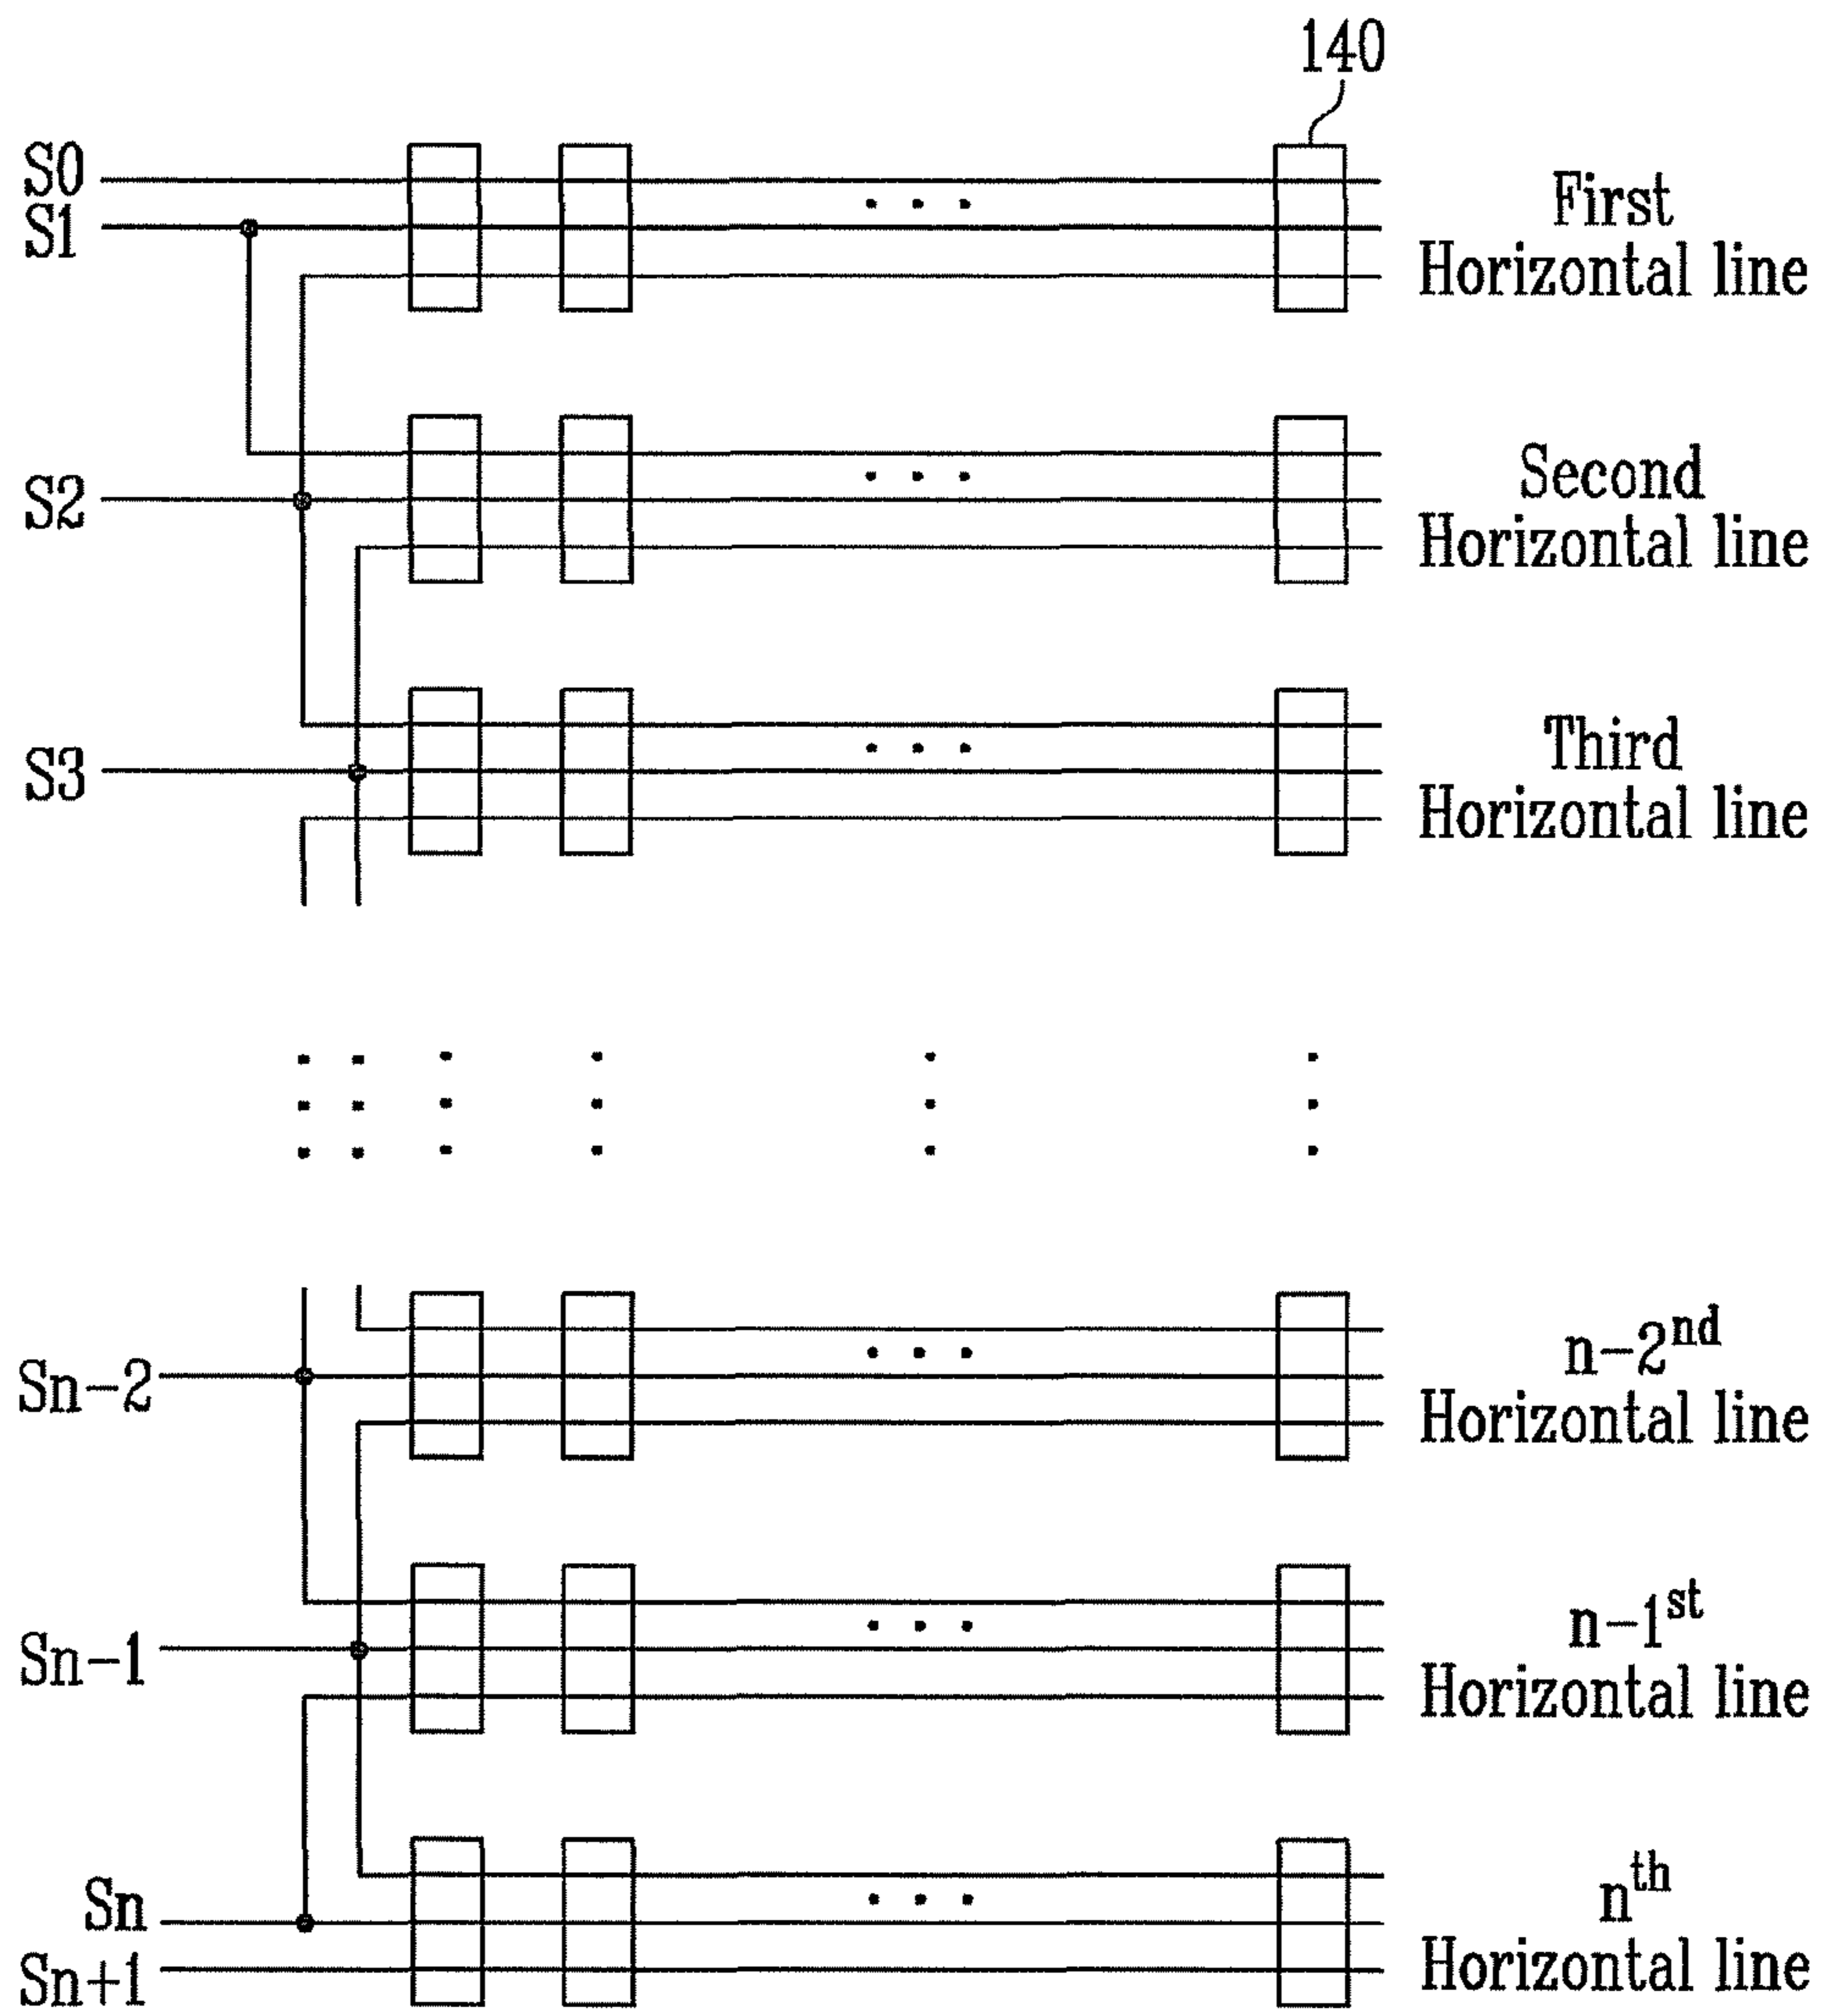 140
S0
S1
First
Horizontal line
S2
Second
Horizontal line
S3
Third
Horizontal line
Sn-2
n-2nd
Horizontal line
Sn-1
n-1st
Horizontal line
Sn
Sn+1
nth
Horizontal line